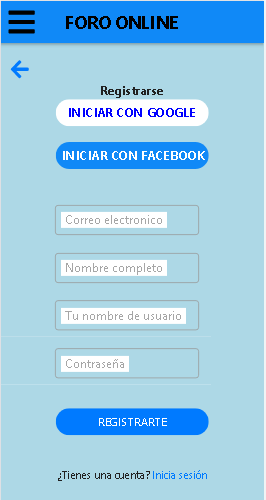 FORO ONLINE
Registrarse
INICIAR CON GOOGLE
INICIAR CON FACEBOOK
Correo electronico
Nombre completo
Tu nombre de usuario
Contraseña
REGISTRARTE
¿Tienes una cuenta? Inicia sesión